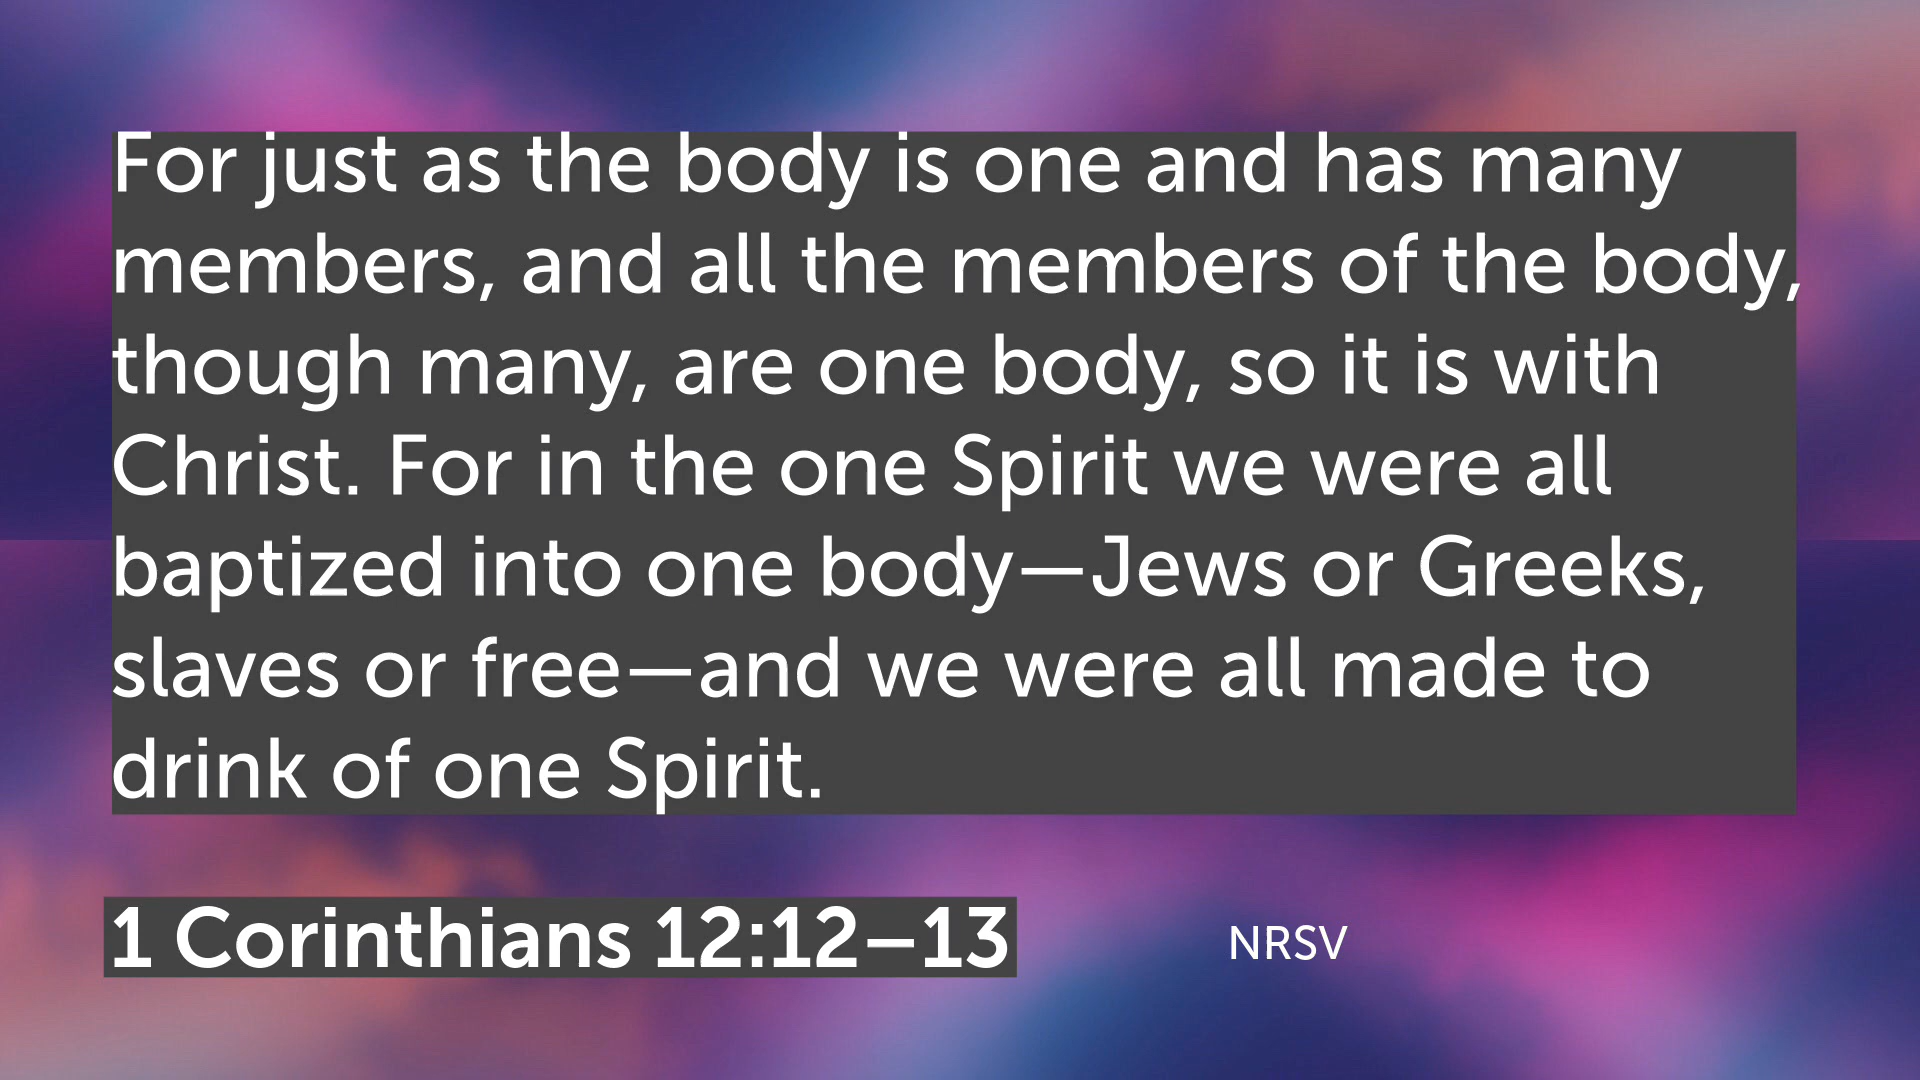 For just as the body is one and has many
members, and all the members of the body,
though many, are one body, so it is with
Christ. For in the one Spirit we were all
baptized into one body—Jews or Greeks,
slaves or free—and we were all made to
drink of one Spirit.
1 Corinthians 12:12–13
NRSV